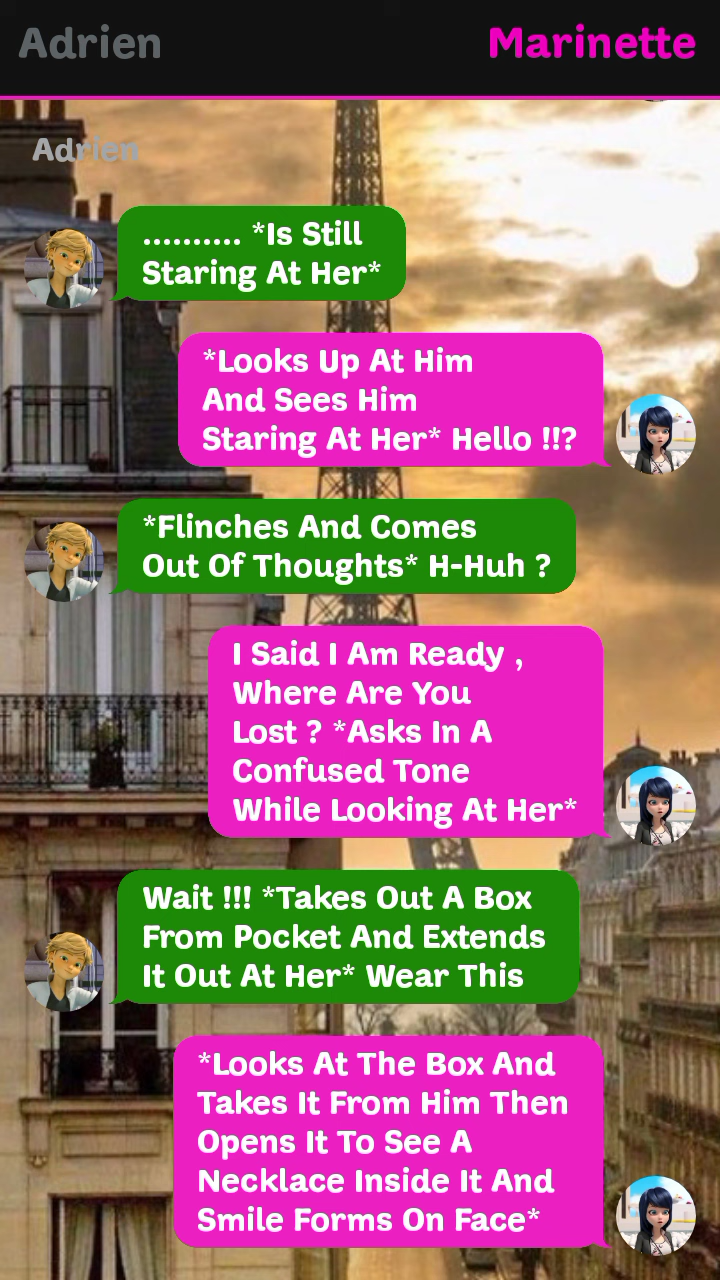 Adrien
Marinette
Adrien
.......... *Is Still
Staring At Her*
*Looks Up At Him
And Sees Him
Staring At Her* Hello !!?
*Flinches And Comes
Out Of Thoughts* H-Huh ?
I Said I Am Ready ,
Where Are You
Lost ? *Asks In A
Confused Tone
While Looking At Her*
Wait !!! *Takes Out A Box
From Pocket And Extends
It Out At Her* Wear This
*Looks At The Box And
Takes It From Him Then
Opens It To See A
Necklace Inside It And
Smile Forms On Face*